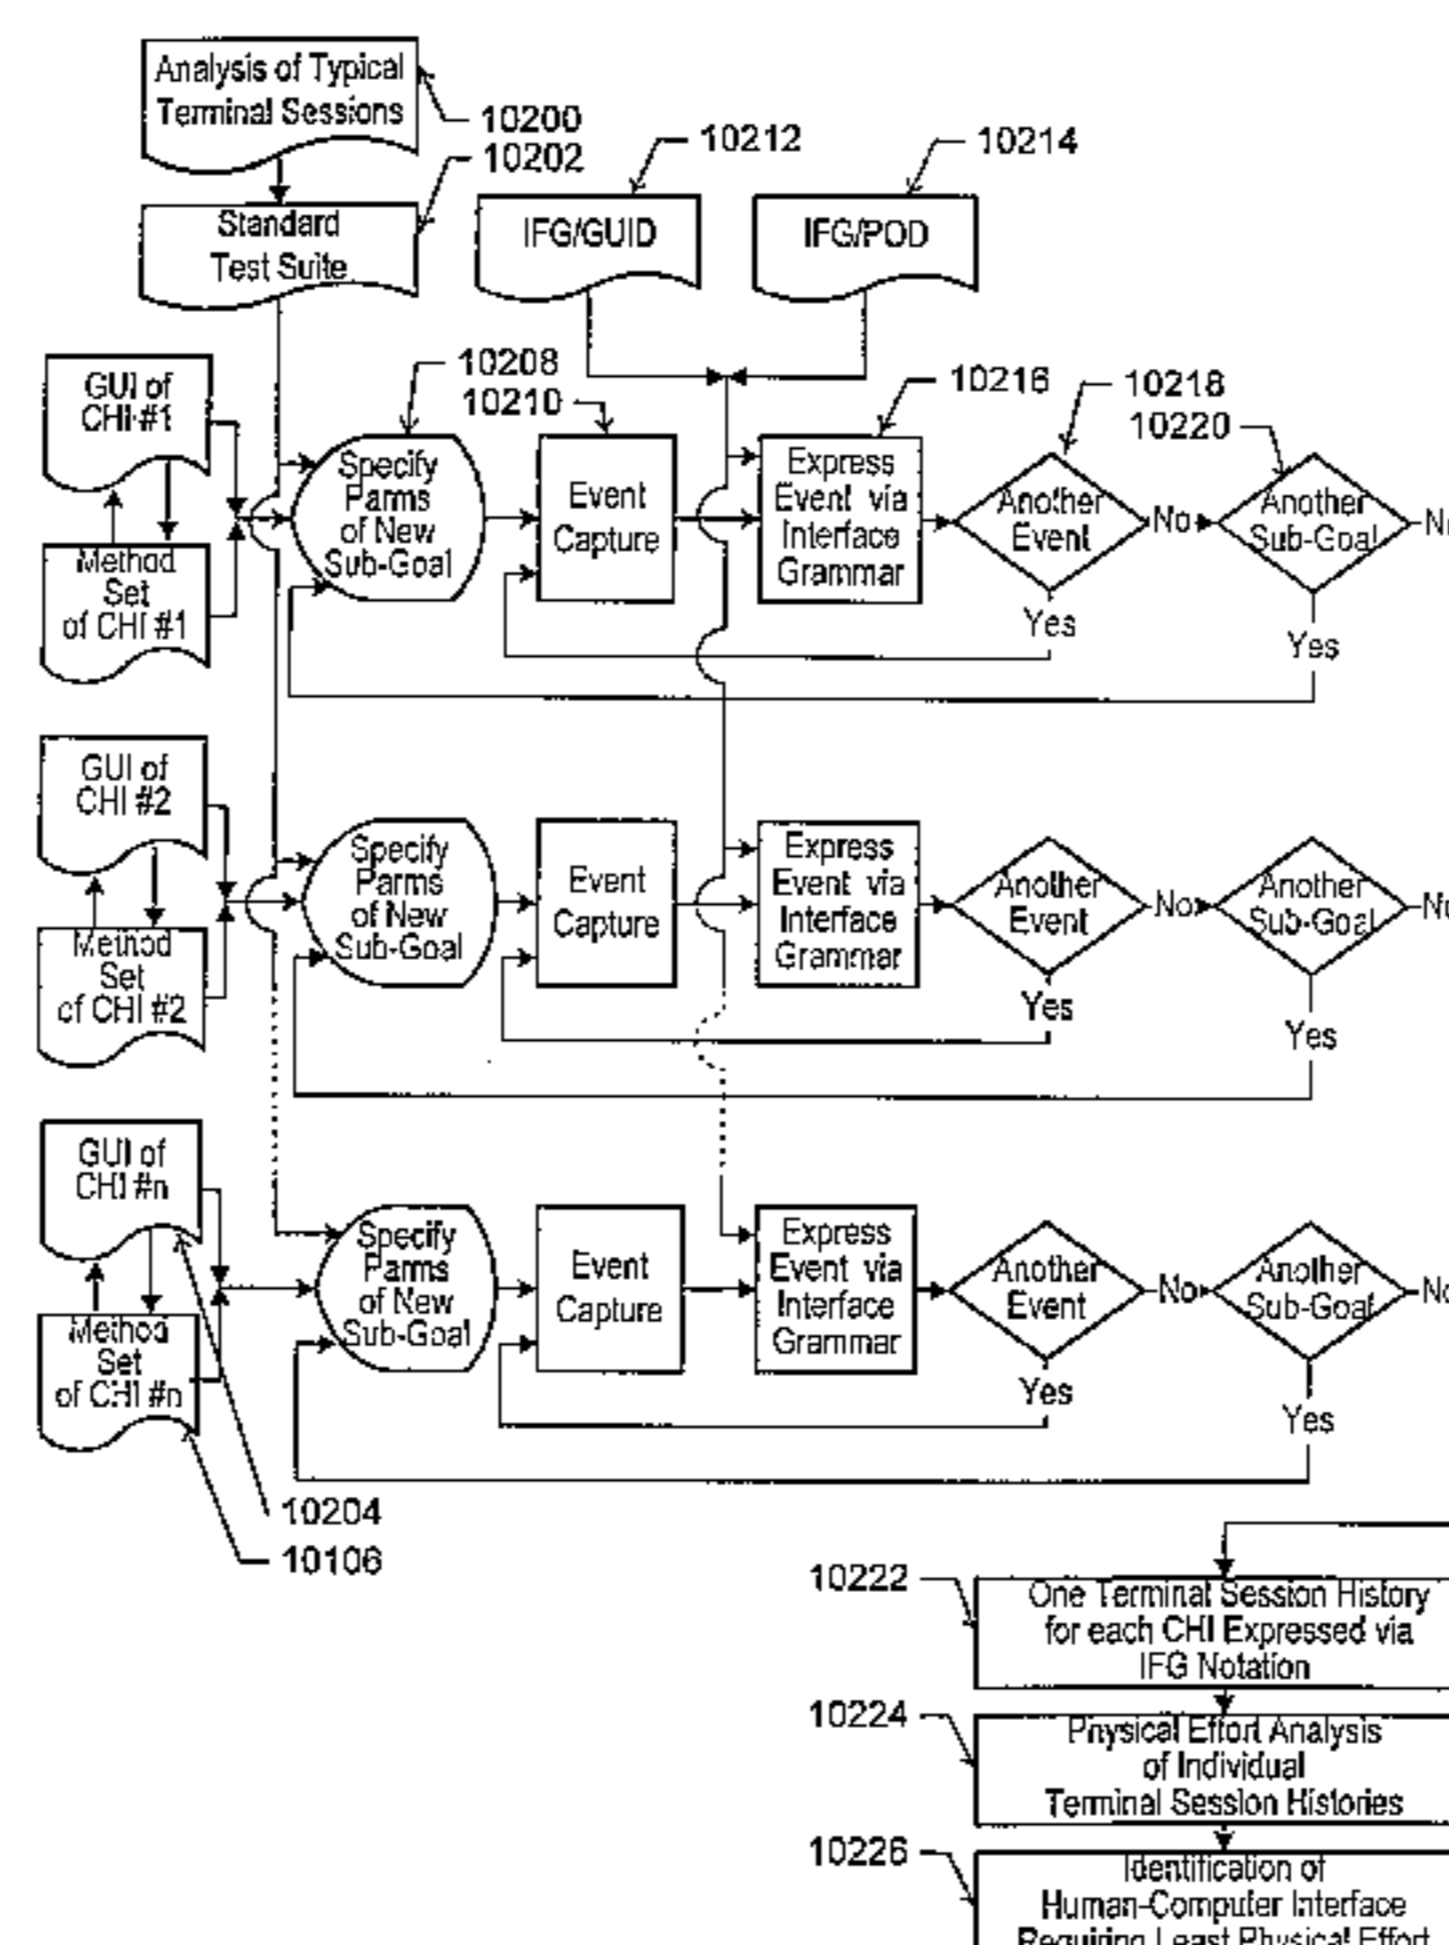 Analysis of Typical
Terminal Sessions
10200
10202
10212
10214
Standard
Test Suite
IFG/GUID
IFG/POD
10208
10210
10216
10218
10220
GUI of
CHI #1
Method
Set
of CHI #1
Specify
Parms
of New
Sub-Goal
Event
Capture
Express
Event via
Interface
Grammar
Another
Event
No
Another
Sub-Goal
Yes
Yes
GUI of
CHI #2
Method
Set
of CHI #2
Specify
Parms
of New
Sub-Goal
Event
Capture
Express
Event via
Interface
Grammar
Another
Event
No
Another
Sub-Goal
Yes
Yes
GUI of
CHI #n
Method
Set
of CHI #n
Specify
Parms
of New
Sub-Goal
Event
Capture
Express
Event via
Interface
Grammar
Another
Event
No
Another
Sub-Goal
Yes
Yes
10204
10106
10222
One Terminal Session History
for each CHI Expressed via
IFG Notation
10224
Physical Effort Analysis
of Individual
Terminal Session Histories
10226
Identification of
Human-Computer Interface
Requiring Least Physical Effort